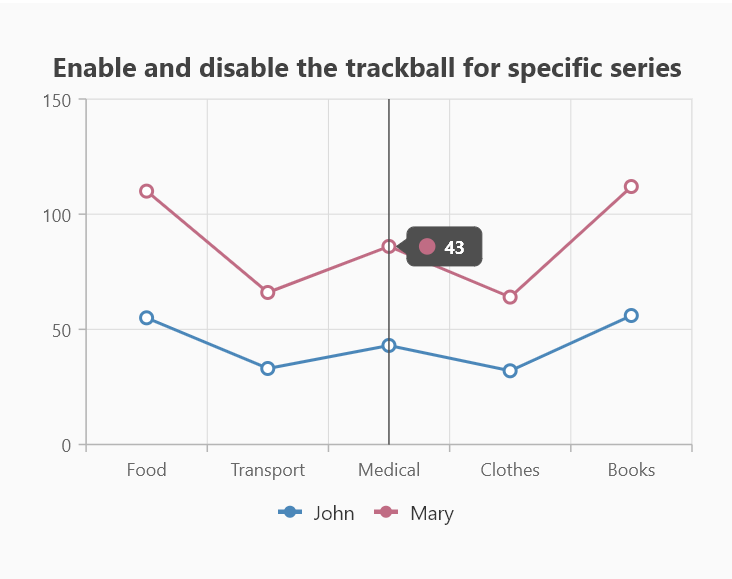 Enable and disable the trackball for specific series
150
100
50
0
43
Food Transport Medical Clothes Books
John Mary